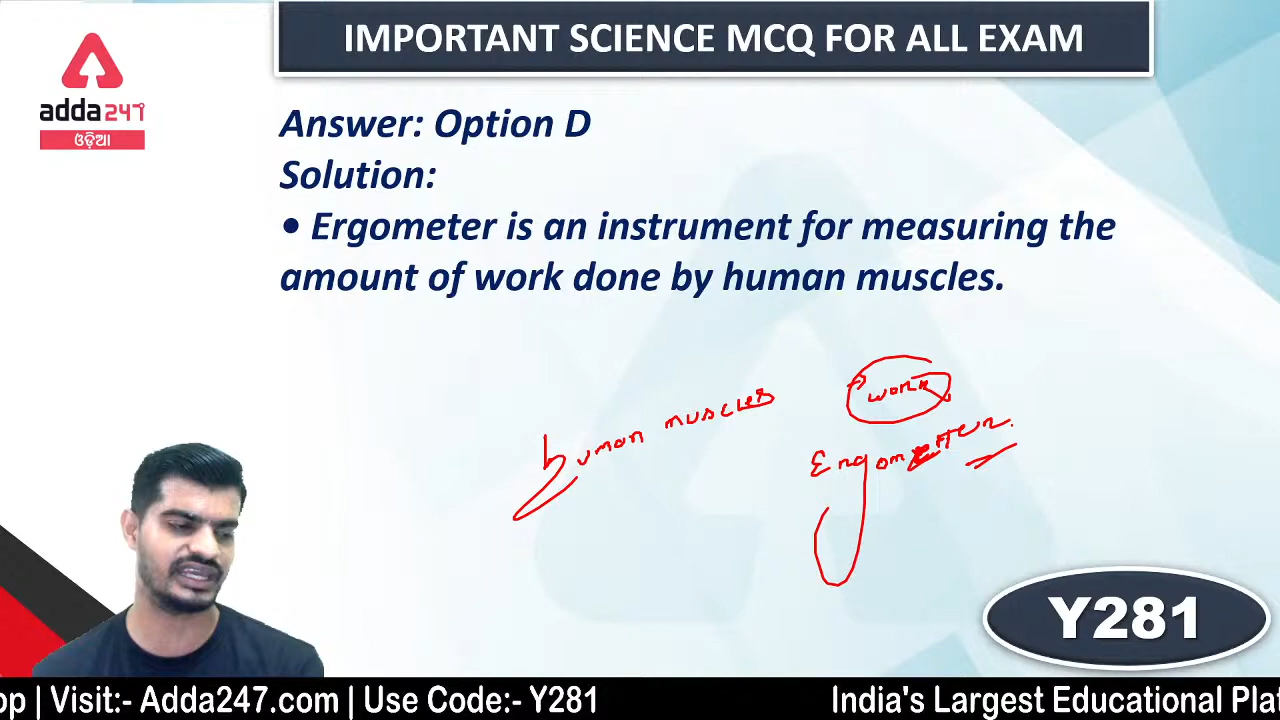 IMPORTANT SCIENCE MCQ FOR ALL EXAM
adda247
ଓଡ଼ିଆ
Answer: Option D
Solution:
• Ergometer is an instrument for measuring the
amount of work done by human muscles.
work
human muscles
Y281
op | Visit:- Adda247.com | Use Code:- Y281 India's Largest Educational Plat